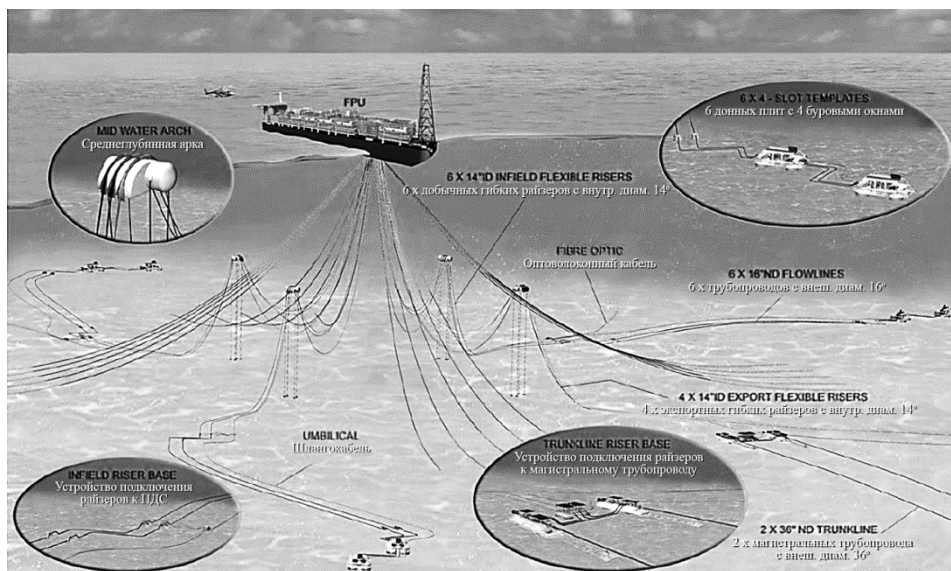 FPU
6 X 4 - SLOT TEMPLATES
6 донных плит с 4 буровыми окнами
MID WATER ARCH
Среднеглубинная арка
6 X 14"ID INFIELD FLEXIBLE RISERS
6 х добычных гибких райзеров с внутр. диам. 14"
FIBRE OPTIC
Оптоволоконный кабель
6 X 16"ND FLOWLINES
6 х трубопроводов с внеш. диам. 16"
4 X 14"ID EXPORT FLEXIBLE RISERS
4 х экспортных гибких райзеров с внутр. диам. 14"
UMBILICAL
Шлангокабель
TRUNKLINE RISER BASE
Устройство подключения райзеров
к магистральному трубопроводу
INFIELD RISER BASE
Устройство подключения
райзеров к ПДС
2 X 36" ND TRUNKLINE
2 х магистральных трубопровода
с внеш. диам. 36"